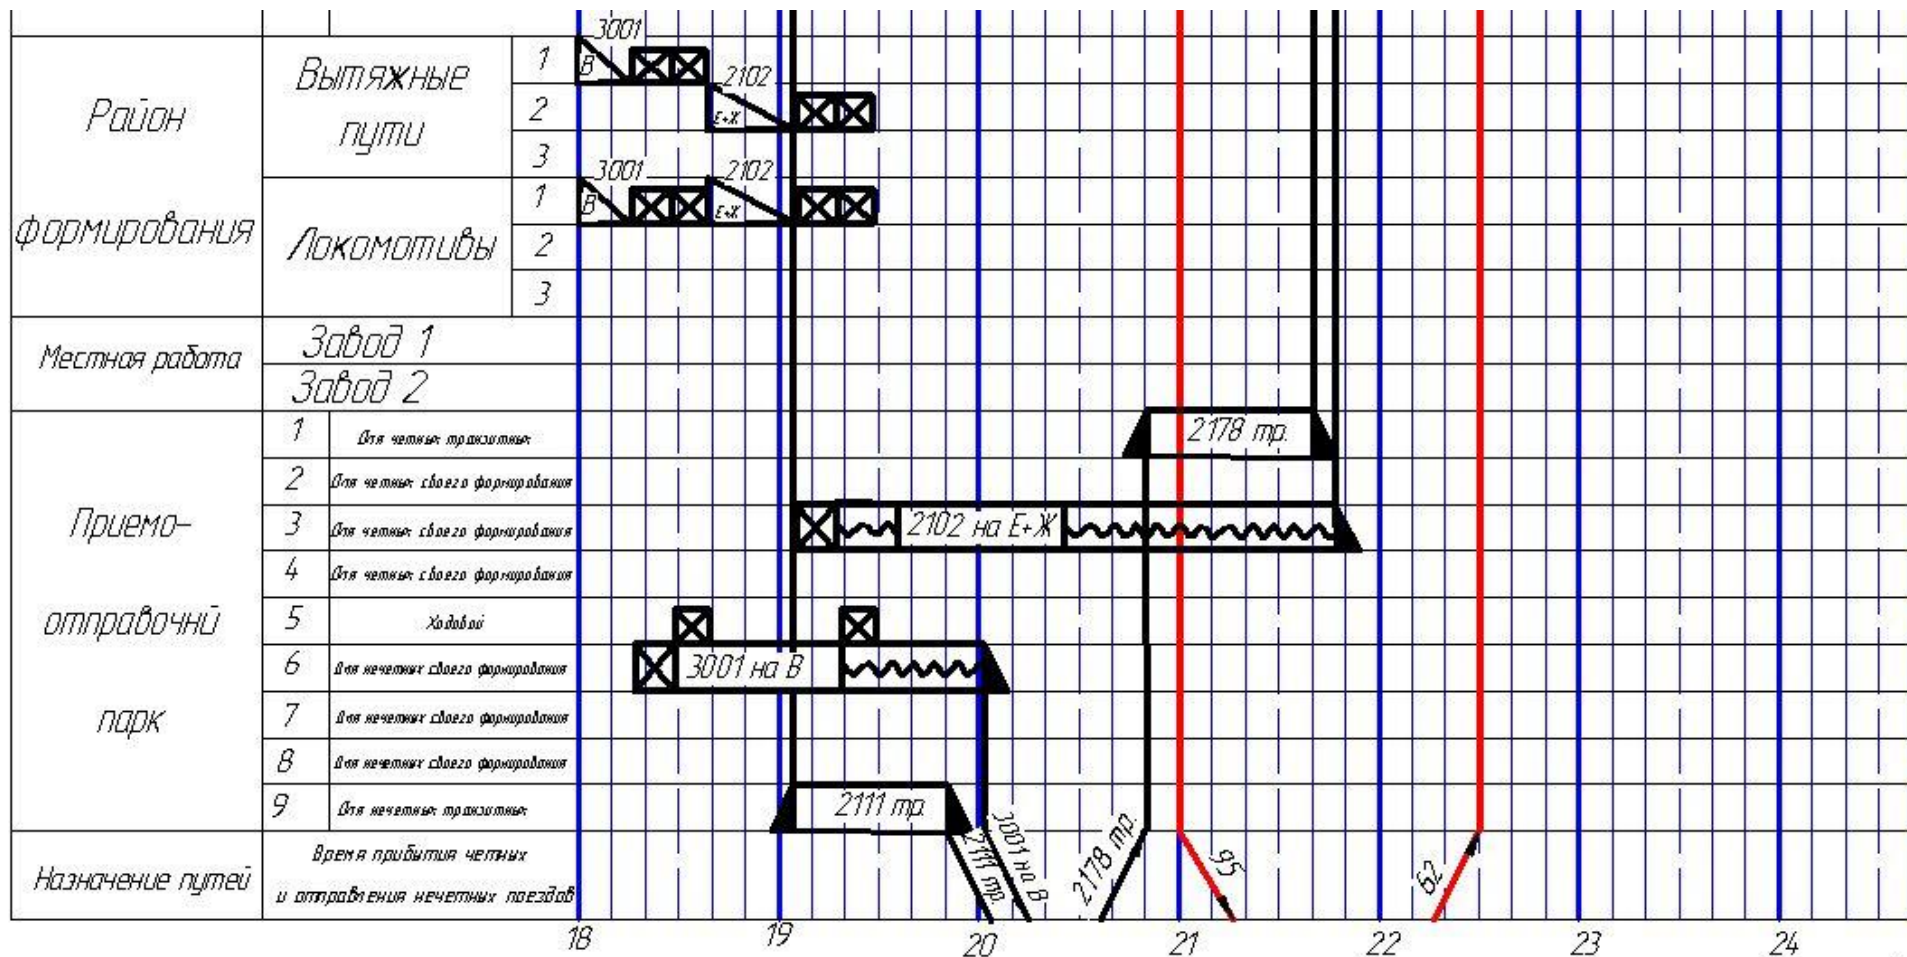 3001
Район
формирования
Вытяжные
пути
1
В
2102
2
Е+Ж
3
3001
2102
Локомотивы
1
В
Е+Ж
2
3
Местная работа
Завод 1
Завод 2
Приемо-
отправочнй
парк
1
Для четных транзитных
2178 тр.
2
Для четных своего формирования
3
Для четных своего формирования
2102 на Е+Ж
4
Для четных своего формирования
5
Ходовой
6
Для нечетных своего формирования
3001 на В
7
Для нечетных своего формирования
8
Для нечетных своего формирования
9
Для нечетных транзитных
2111 тр.
Назначение путей
Время прибытия четных
и отправления нечетных поездов
2111 тр.
3001 на В
2178 тр.
95
62
18
19
20
21
22
23
24